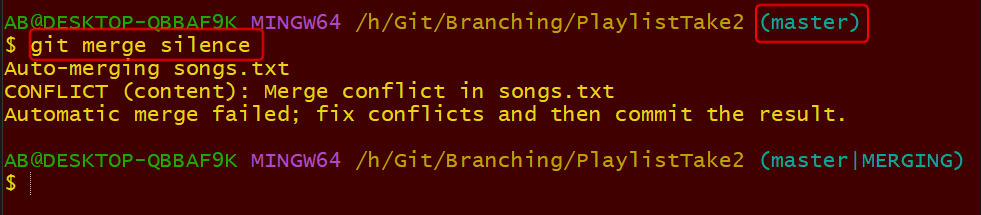 AB@DESKTOP-QBBAF9K MINGW64 /h/Git/Branching/PlaylistTake2 (master)
$ git merge silence
Auto-merging songs.txt
CONFLICT (content): Merge conflict in songs.txt
Automatic merge failed; fix conflicts and then commit the result.
AB@DESKTOP-QBBAF9K MINGW64 /h/Git/Branching/PlaylistTake2 (master|MERGING)
$